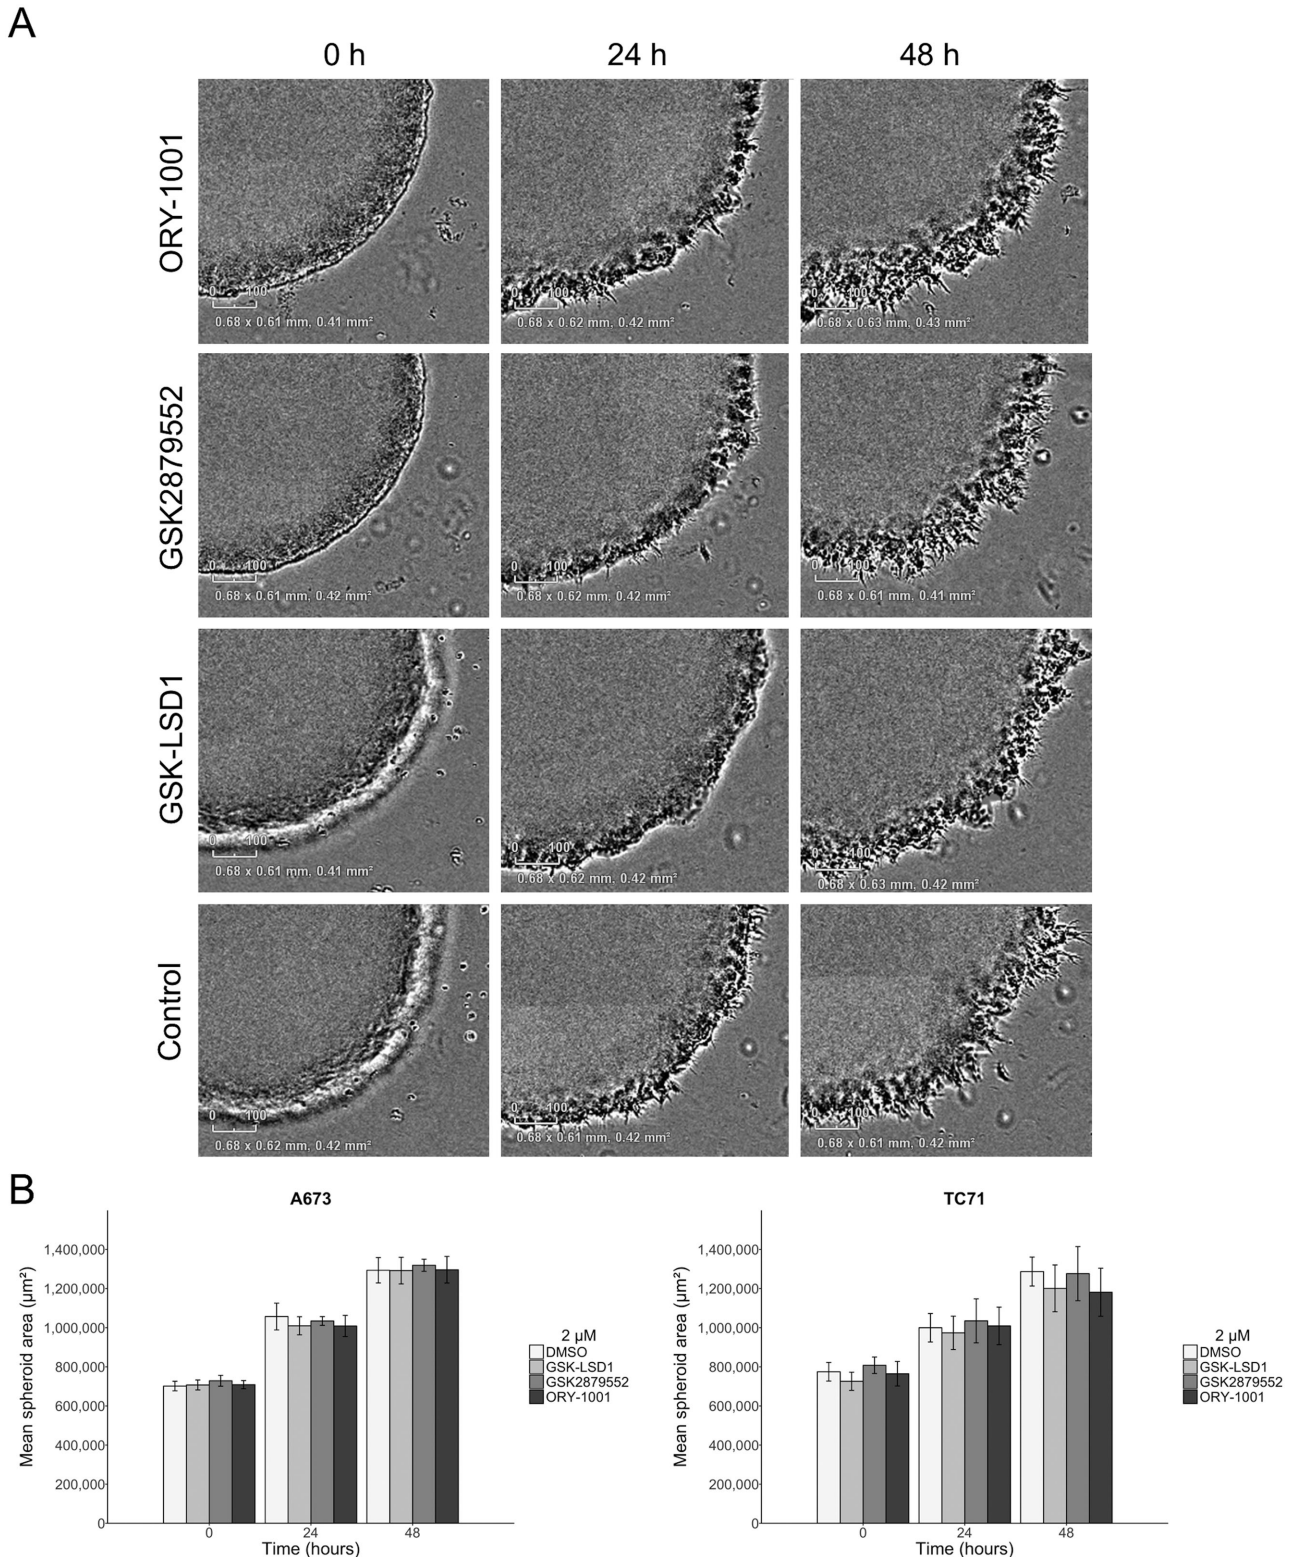 A
0 h 24 h 48 h
ORY-1001
0 100
0.68 x 0.61 mm, 0.41 mm²
0 100
0.68 x 0.62 mm, 0.42 mm²
0 100
0.68 x 0.63 mm, 0.43 mm²
GSK2879552
0 100
0.68 x 0.61 mm, 0.42 mm²
0 100
0.68 x 0.62 mm, 0.42 mm²
0 100
0.68 x 0.61 mm, 0.41 mm²
GSK-LSD1
0 100
0.68 x 0.61 mm, 0.41 mm²
0 100
0.68 x 0.62 mm, 0.42 mm²
0 100
0.68 x 0.63 mm, 0.42 mm²
Control
0 100
0.68 x 0.62 mm, 0.42 mm²
0 100
0.68 x 0.61 mm, 0.42 mm²
0 100
0.68 x 0.61 mm, 0.42 mm²
B
A673
Mean spheroid area (µm²)
1,400,000
1,200,000
1,000,000
800,000
600,000
400,000
200,000
0
0 24 48
Time (hours)
2 µM
DMSO
GSK-LSD1
GSK2879552
ORY-1001
TC71
Mean spheroid area (µm²)
1,400,000
1,200,000
1,000,000
800,000
600,000
400,000
200,000
0
0 24 48
Time (hours)
2 µM
DMSO
GSK-LSD1
GSK2879552
ORY-1001